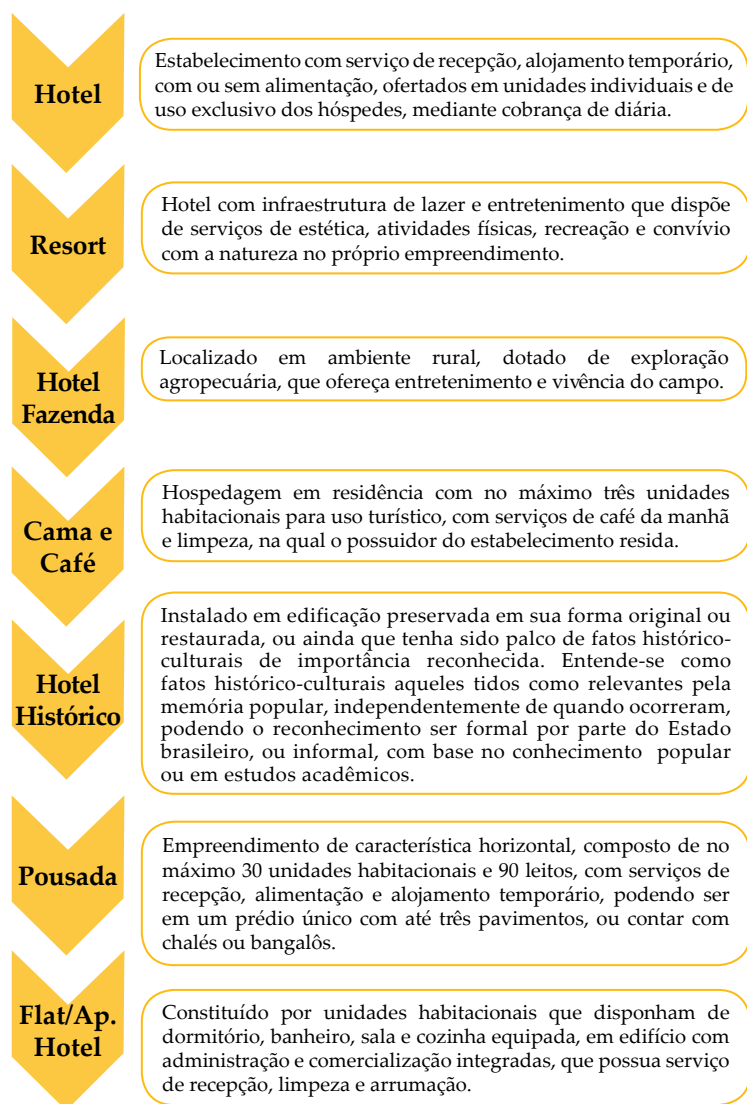 Hotel
Estabelecimento com serviço de recepção, alojamento temporário,
com ou sem alimentação, ofertados em unidades individuais e de
uso exclusivo dos hóspedes, mediante cobrança de diária.
Resort
Hotel com infraestrutura de lazer e entretenimento que dispõe
de serviços de estética, atividades físicas, recreação e convívio
com a natureza no próprio empreendimento.
Hotel
Fazenda
Localizado em ambiente rural, dotado de exploração
agropecuária, que ofereça entretenimento e vivência do campo.
Cama e
Café
Hospedagem em residência com no máximo três unidades
habitacionais para uso turístico, com serviços de café da manhã
e limpeza, na qual o possuidor do estabelecimento resida.
Hotel
Histórico
Instalado em edificação preservada em sua forma original ou
restaurada, ou ainda que tenha sido palco de fatos histórico-
culturais de importância reconhecida. Entende-se como
fatos histórico-culturais aqueles tidos como relevantes pela
memória popular, independentemente de quando ocorreram,
podendo o reconhecimento ser formal por parte do Estado
brasileiro, ou informal, com base no conhecimento popular
ou em estudos acadêmicos.
Pousada
Empreendimento de característica horizontal, composto de no
máximo 30 unidades habitacionais e 90 leitos, com serviços de
recepção, alimentação e alojamento temporário, podendo ser
em um prédio único com até três pavimentos, ou contar com
chalés ou bangalôs.
Flat/Ap.
Hotel
Constituído por unidades habitacionais que disponham de
dormitório, banheiro, sala e cozinha equipada, em edifício com
administração e comercialização integradas, que possua serviço
de recepção, limpeza e arrumação.